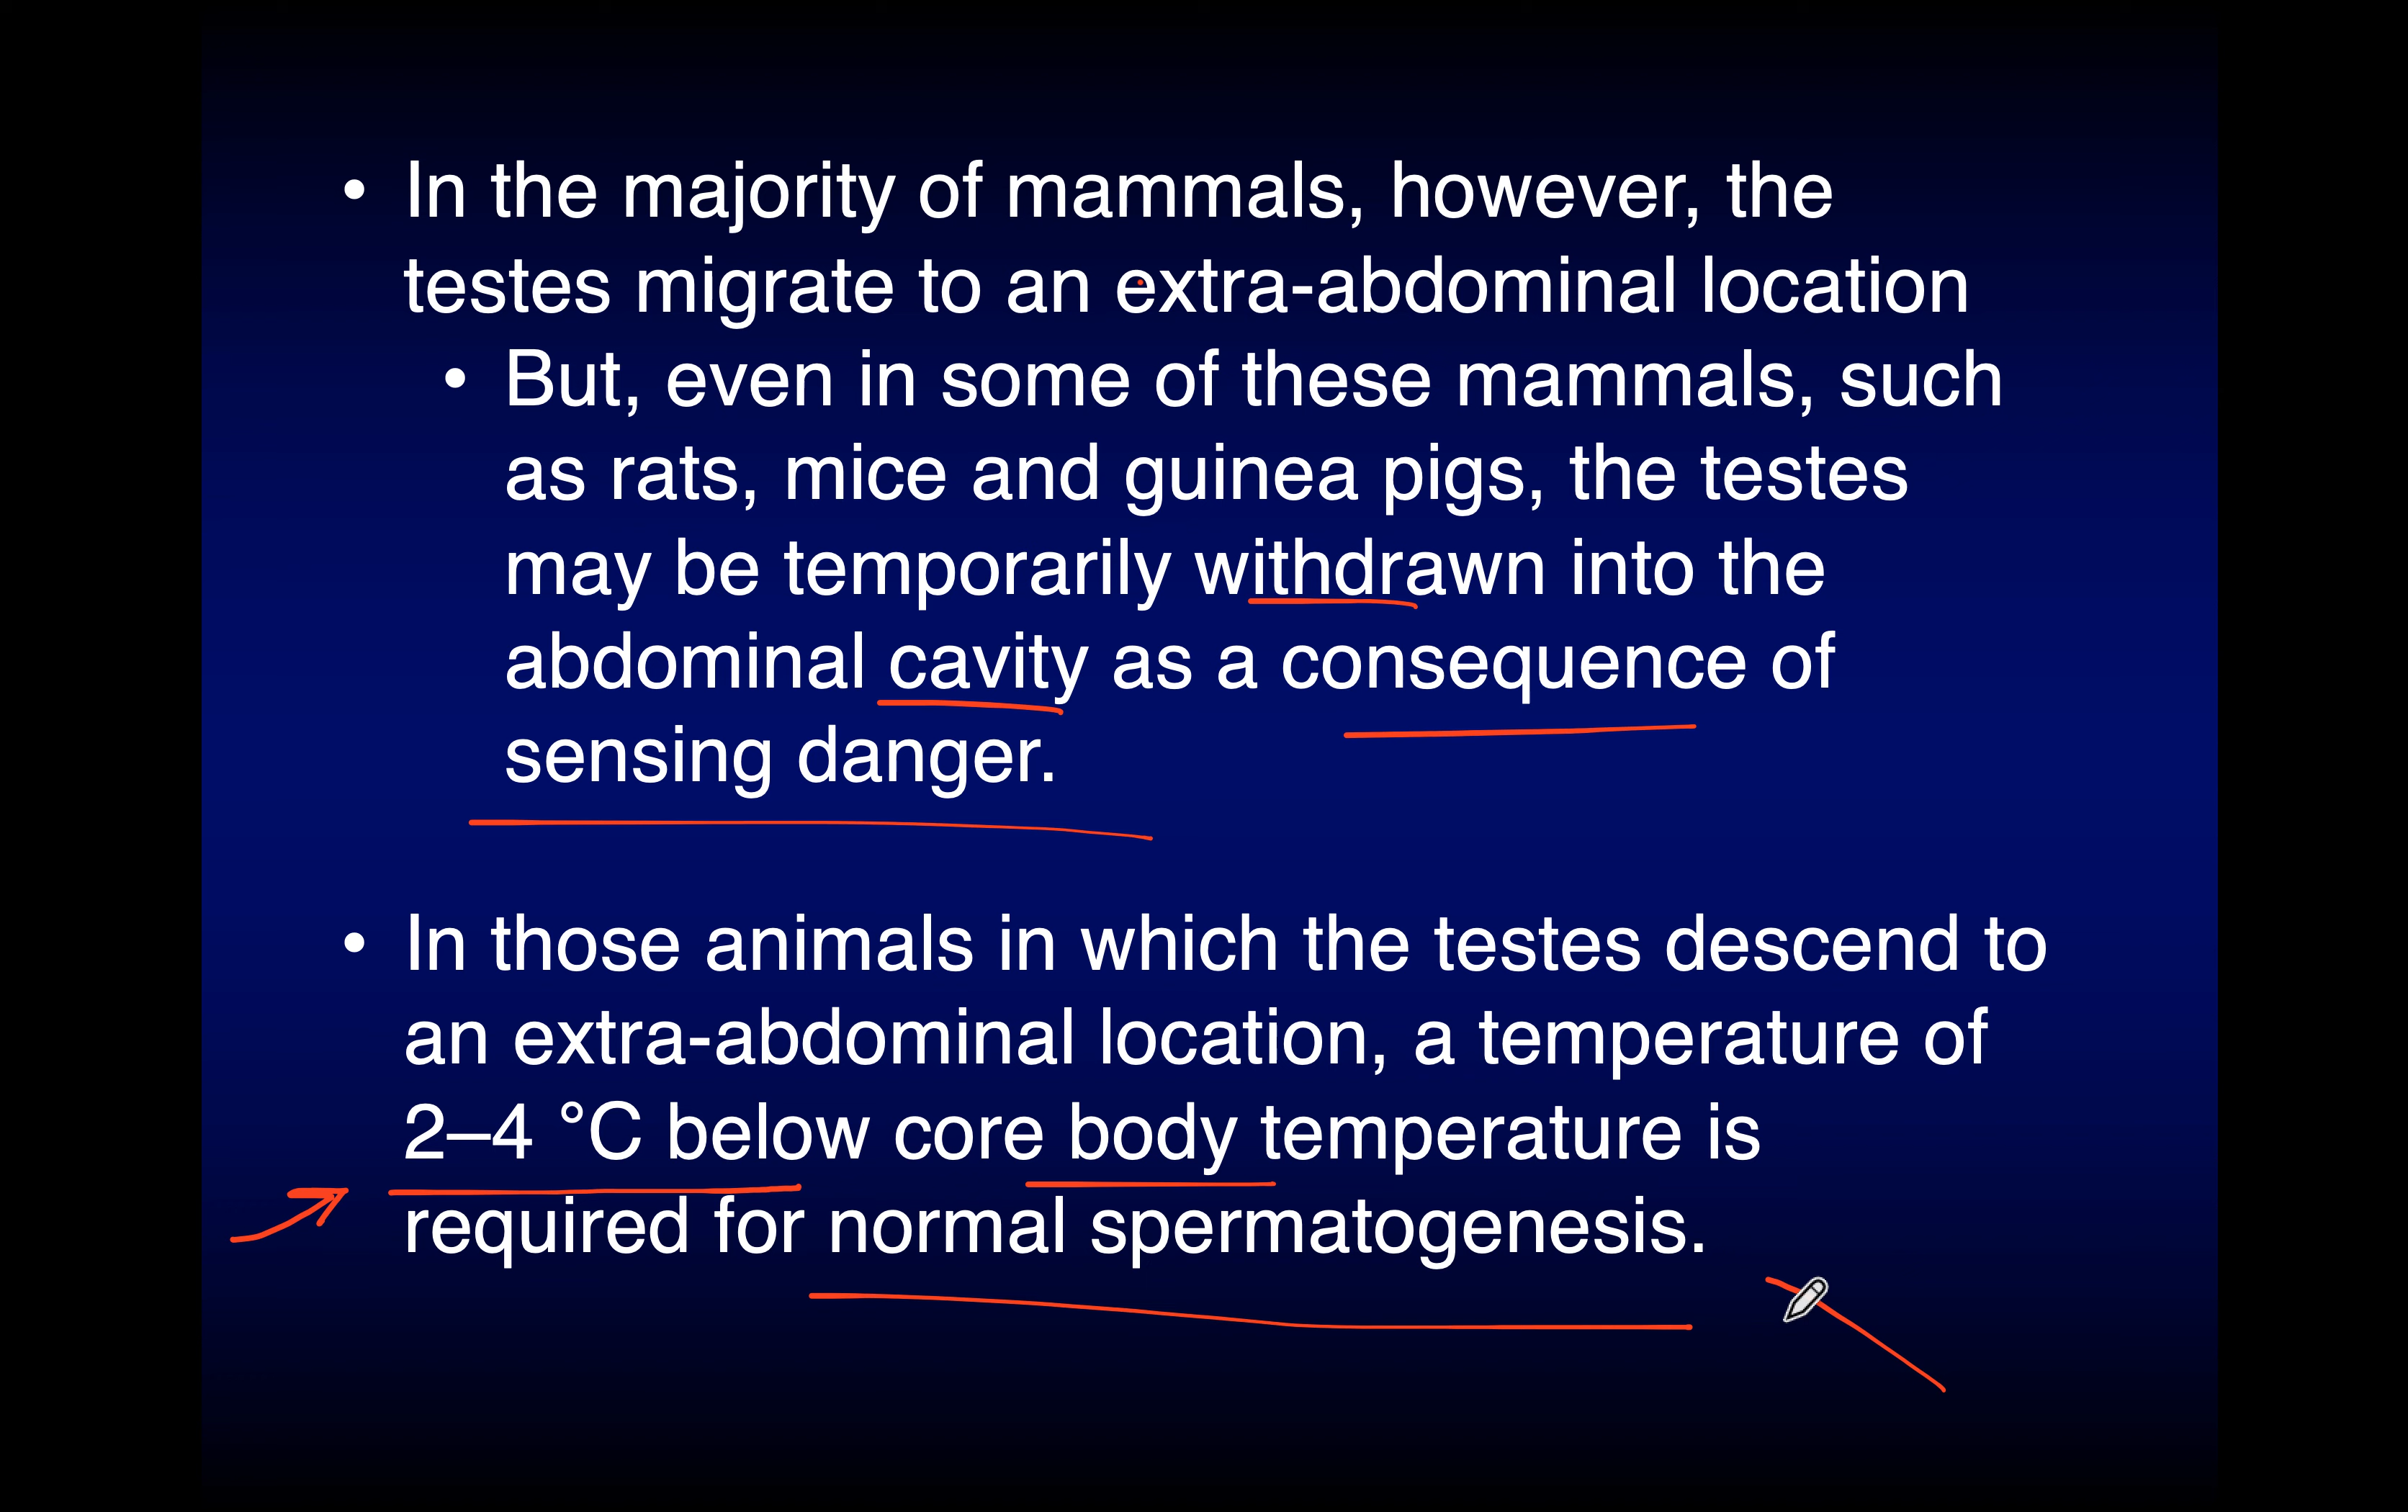 • In the majority of mammals, however, the
testes migrate to an extra-abdominal location
• But, even in some of these mammals, such
as rats, mice and guinea pigs, the testes
may be temporarily withdrawn into the
abdominal cavity as a consequence of
sensing danger.
• In those animals in which the testes descend to
an extra-abdominal location, a temperature of
2–4 °C below core body temperature is
required for normal spermatogenesis.